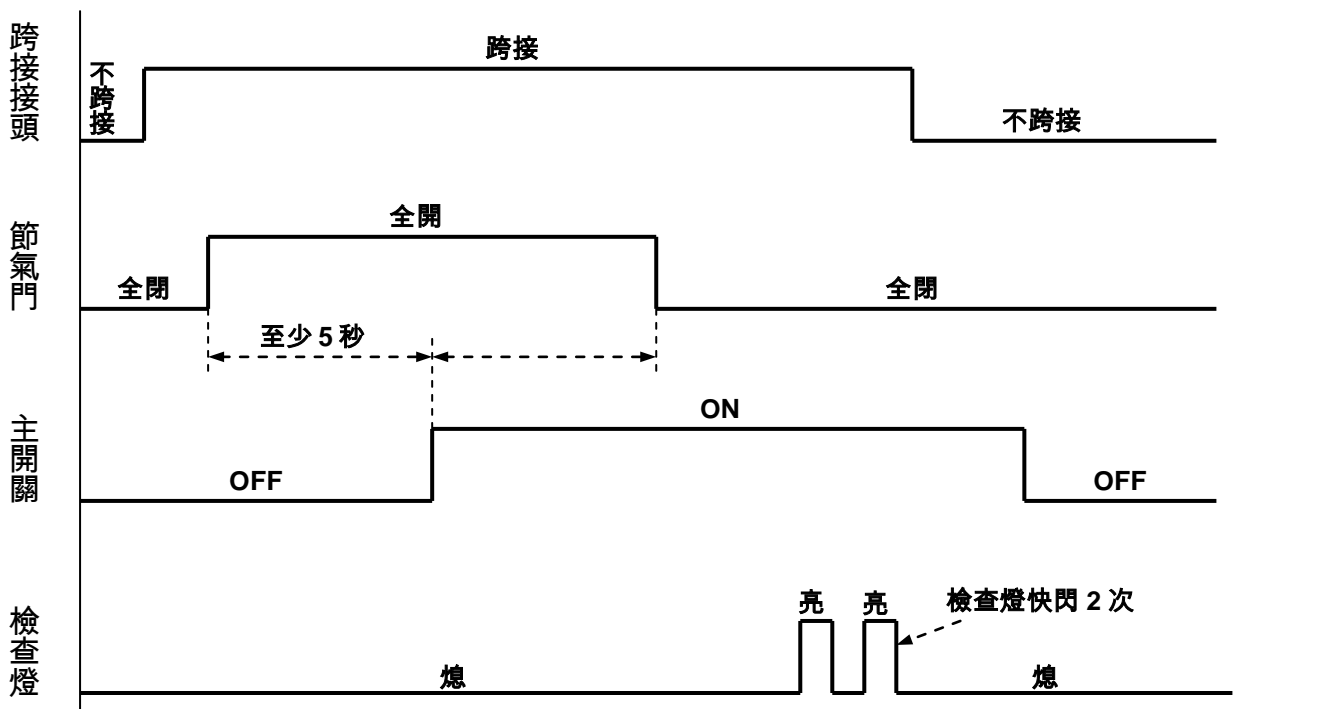 跨接接頭
不跨接
跨接
不跨接
節氣門
全閉
全開
全閉
至少 5 秒
主開關
OFF
ON
OFF
檢查燈
熄
亮
亮
檢查燈快閃 2 次
熄